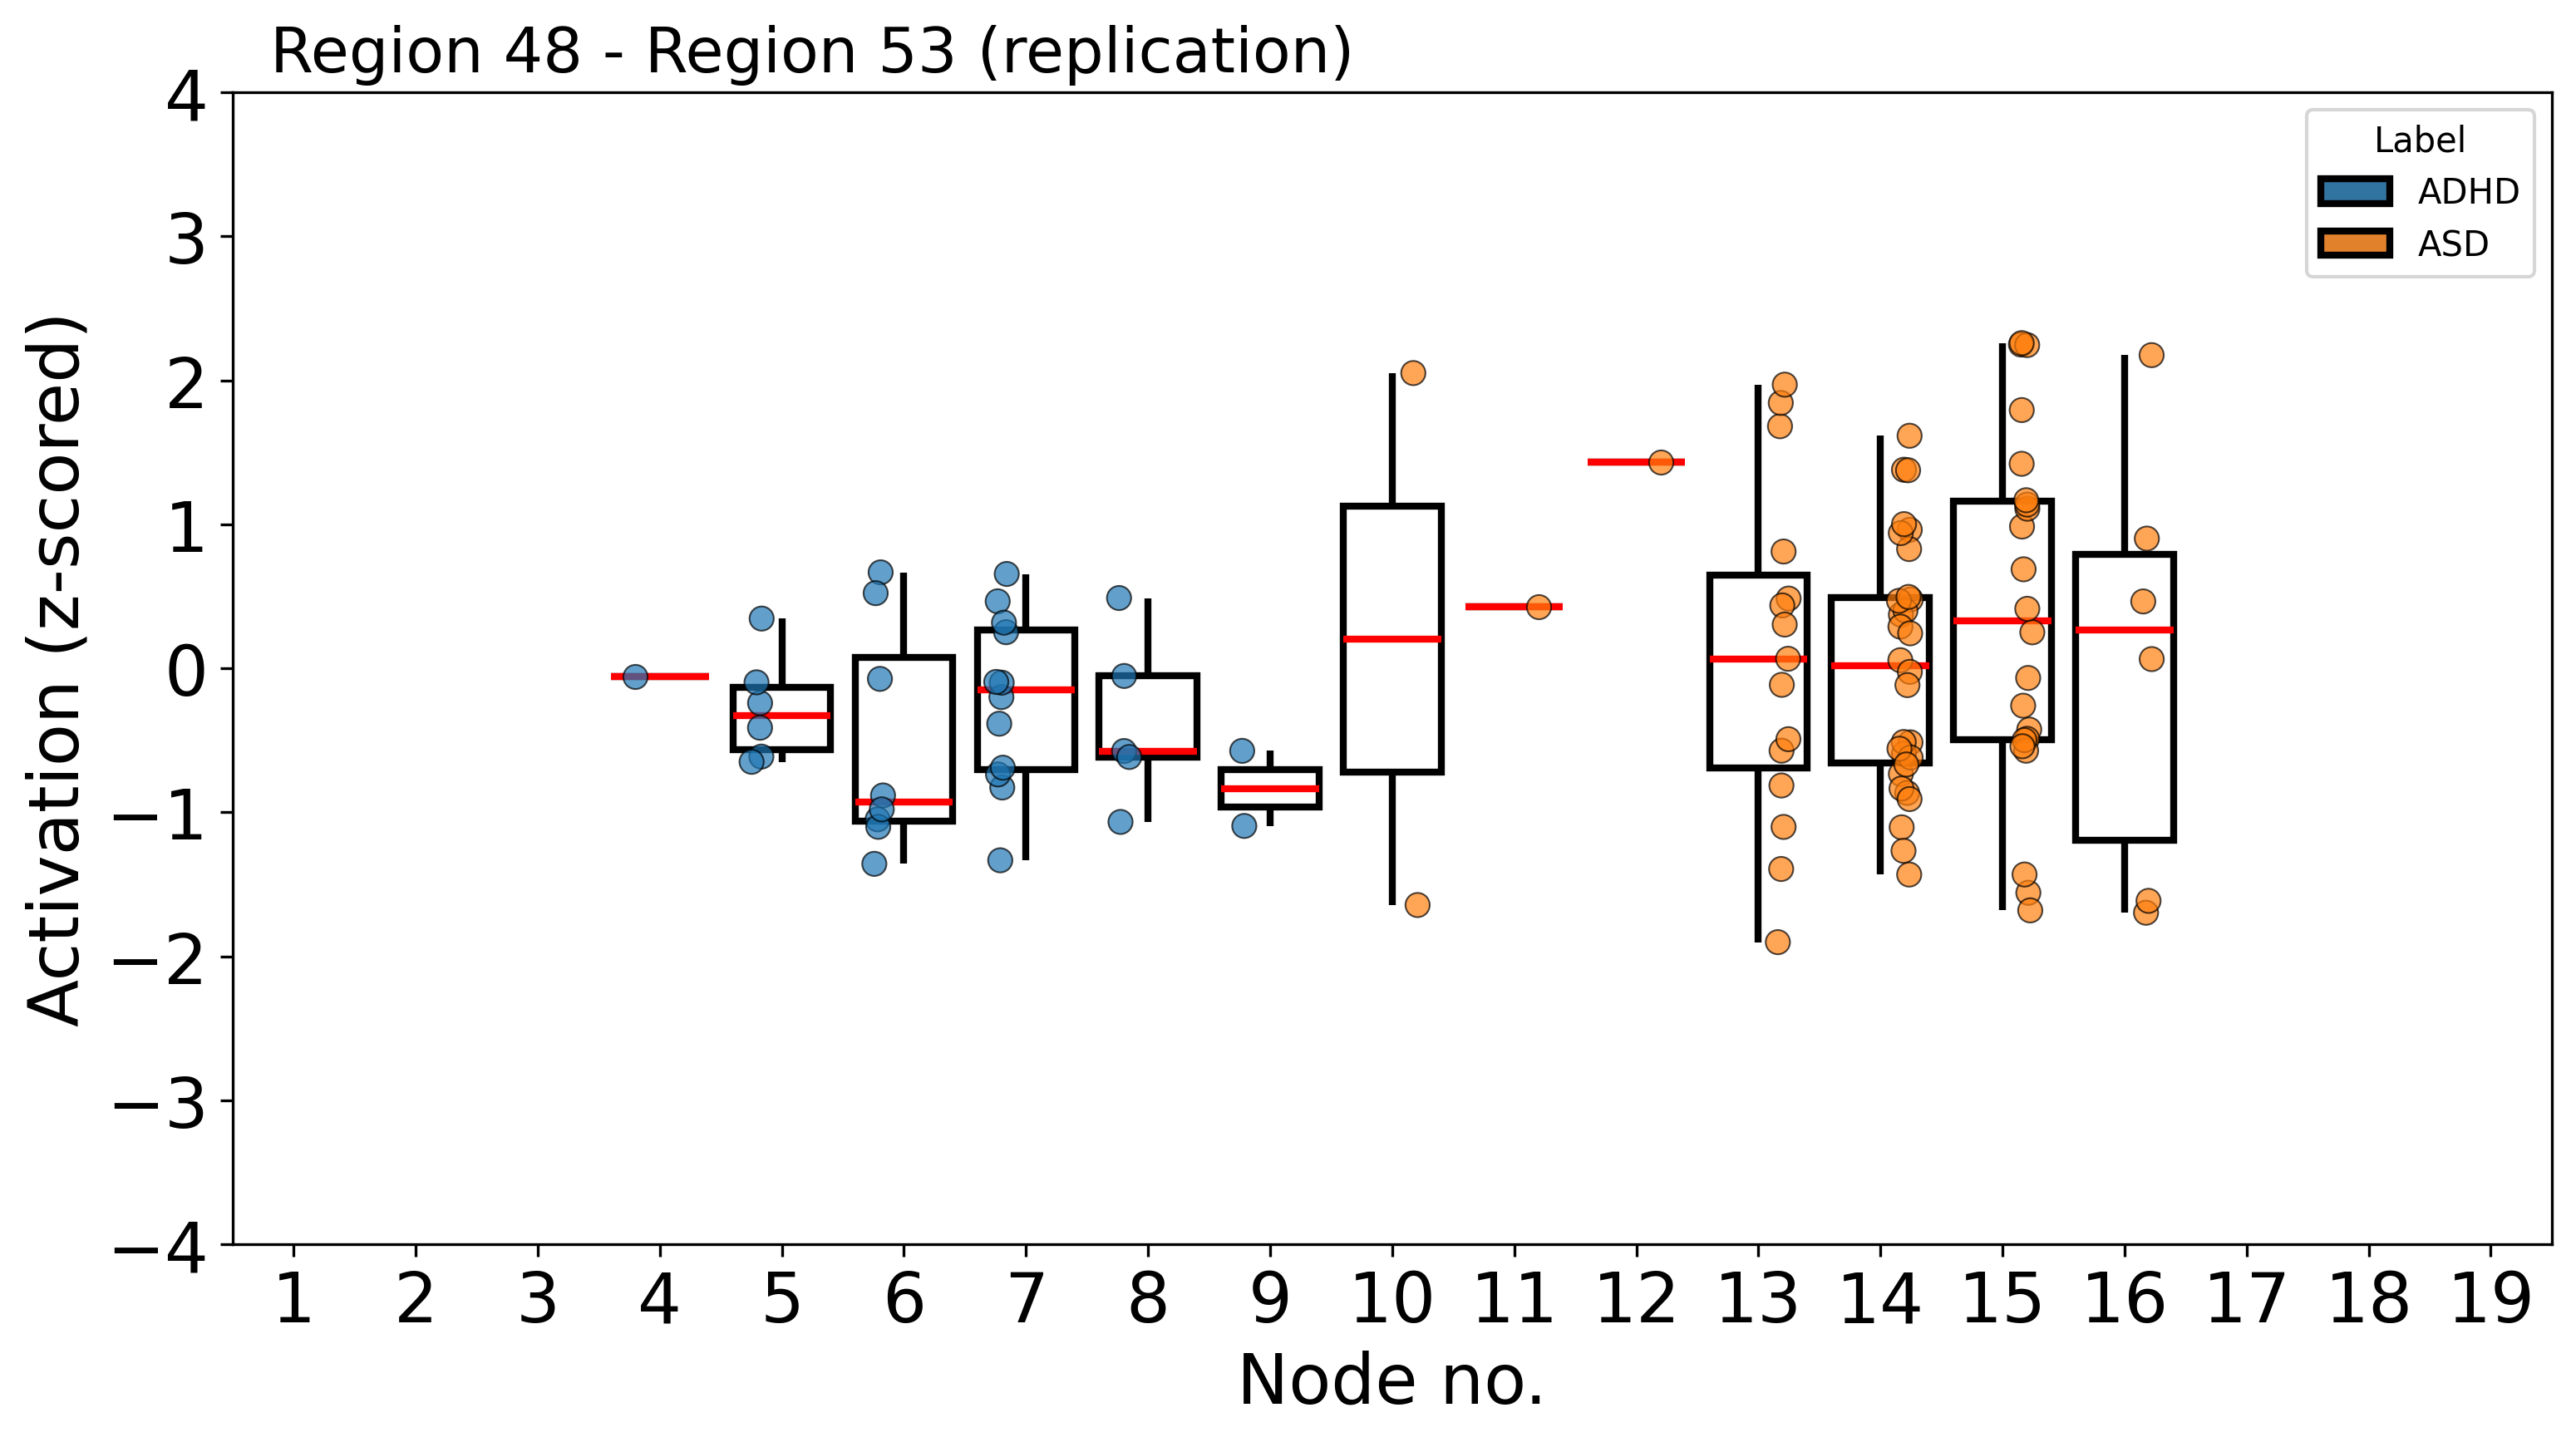 Region 48 - Region 53 (replication)
Activation (z-scored)
4
3
2
1
0
−1
−2
−3
−4
Label
ADHD
ASD
1 2 3 4 5 6 7 8 9 10 11 12 13 14 15 16 17 18 19
Node no.